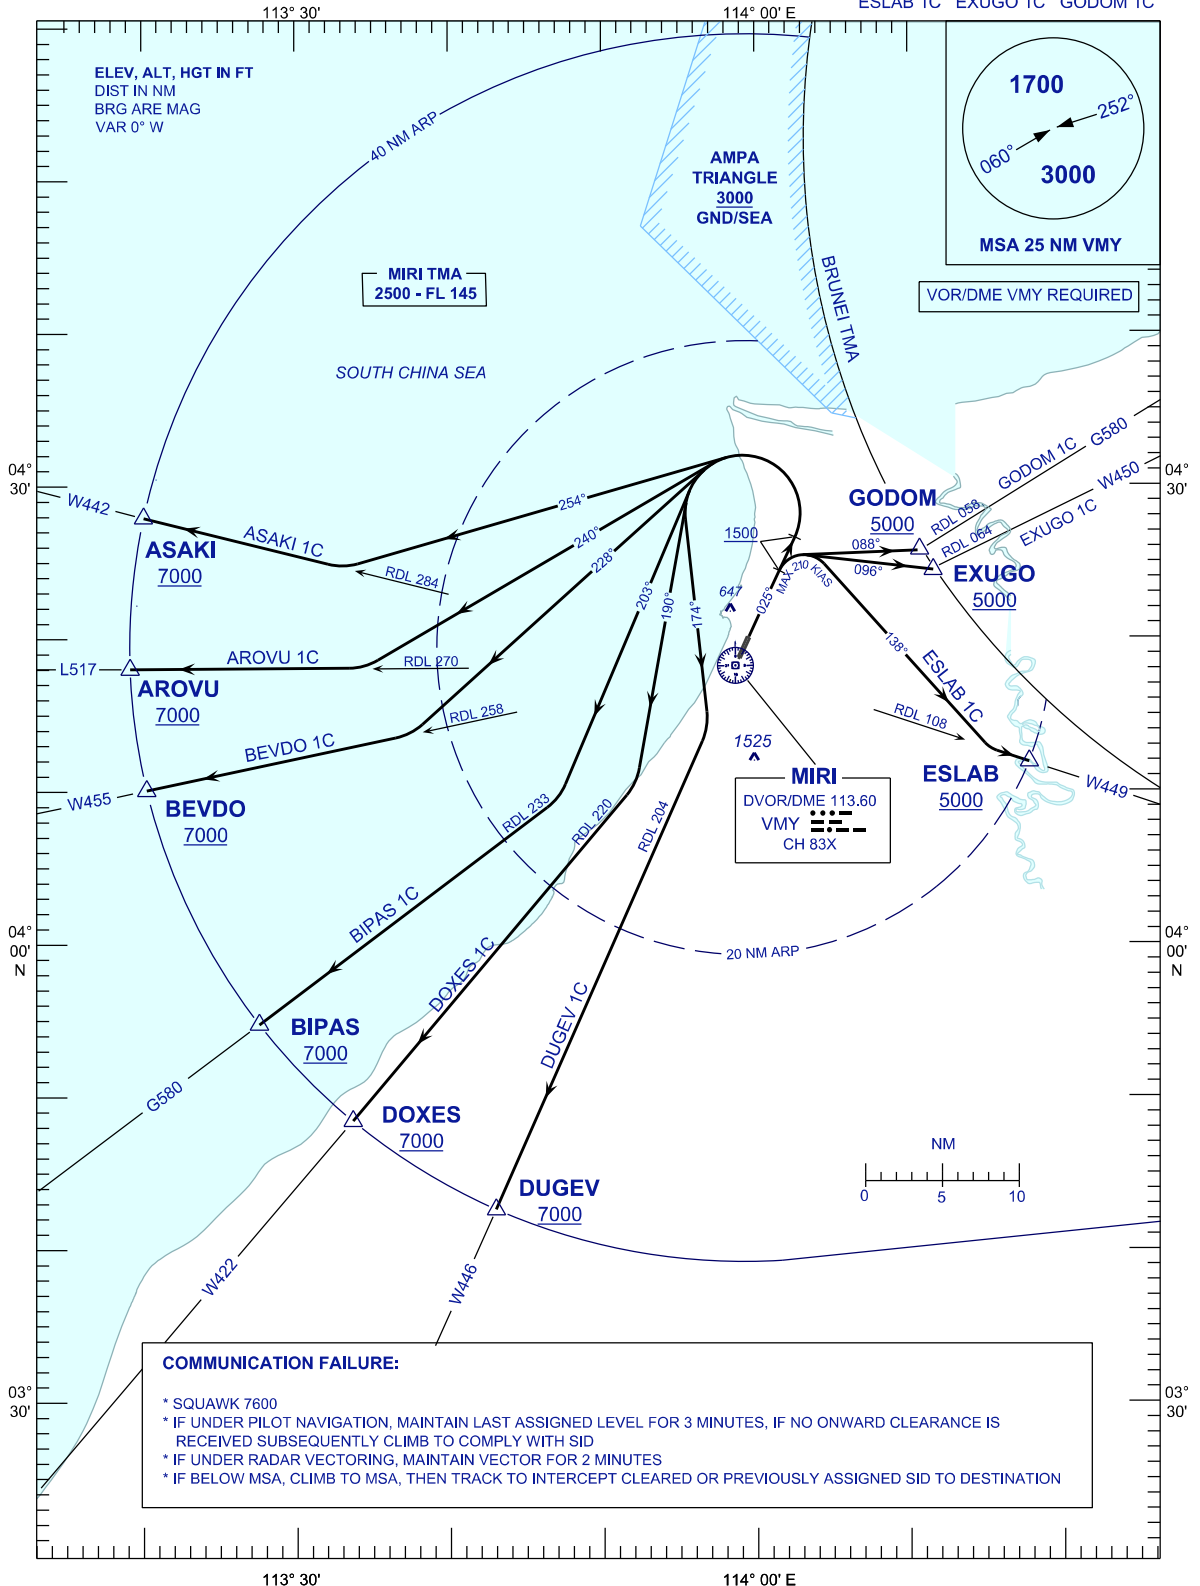 ESLAB 1C EXUGO 1C GODOM 1C
113° 30'
114° 00' E
ELEV, ALT, HGT IN FT
DIST IN NM
BRG ARE MAG
VAR 0° W
40 NM ARP
AMPA
TRIANGLE
3000
GND/SEA
1700
252°
060°
3000
MSA 25 NM VMY
VOR/DME VMY REQUIRED
MIRI TMA
2500 - FL 145
BRUNEI TMA
SOUTH CHINA SEA
04°
30'
04°
30'
W442
ASAKI 1C
ASAKI
7000
RDL 284
254°
240°
228°
203°
190°
174°
1500
647
025°
MAX 210 KIAS
GODOM
5000
088°
096°
RDL 058
RDL 064
GODOM 1C
G580
W450
EXUGO 1C
EXUGO
5000
138°
ESLAB 1C
RDL 108
ESLAB
5000
W449
L517
AROVU 1C
RDL 270
AROVU
7000
RDL 258
BEVDO 1C
W455
BEVDO
7000
1525
MIRI
DVOR/DME 113.60
VMY
CH 83X
RDL 233
RDL 220
RDL 204
BIPAS 1C
DOXES 1C
DUGEV 1C
20 NM ARP
04°
00'
N
04°
00'
N
BIPAS
7000
G580
DOXES
7000
DUGEV
7000
W422
W446
NM
0 5 10
COMMUNICATION FAILURE:
* SQUAWK 7600
* IF UNDER PILOT NAVIGATION, MAINTAIN LAST ASSIGNED LEVEL FOR 3 MINUTES, IF NO ONWARD CLEARANCE IS
RECEIVED SUBSEQUENTLY CLIMB TO COMPLY WITH SID
* IF UNDER RADAR VECTORING, MAINTAIN VECTOR FOR 2 MINUTES
* IF BELOW MSA, CLIMB TO MSA, THEN TRACK TO INTERCEPT CLEARED OR PREVIOUSLY ASSIGNED SID TO DESTINATION
03°
30'
03°
30'
113° 30'
114° 00' E